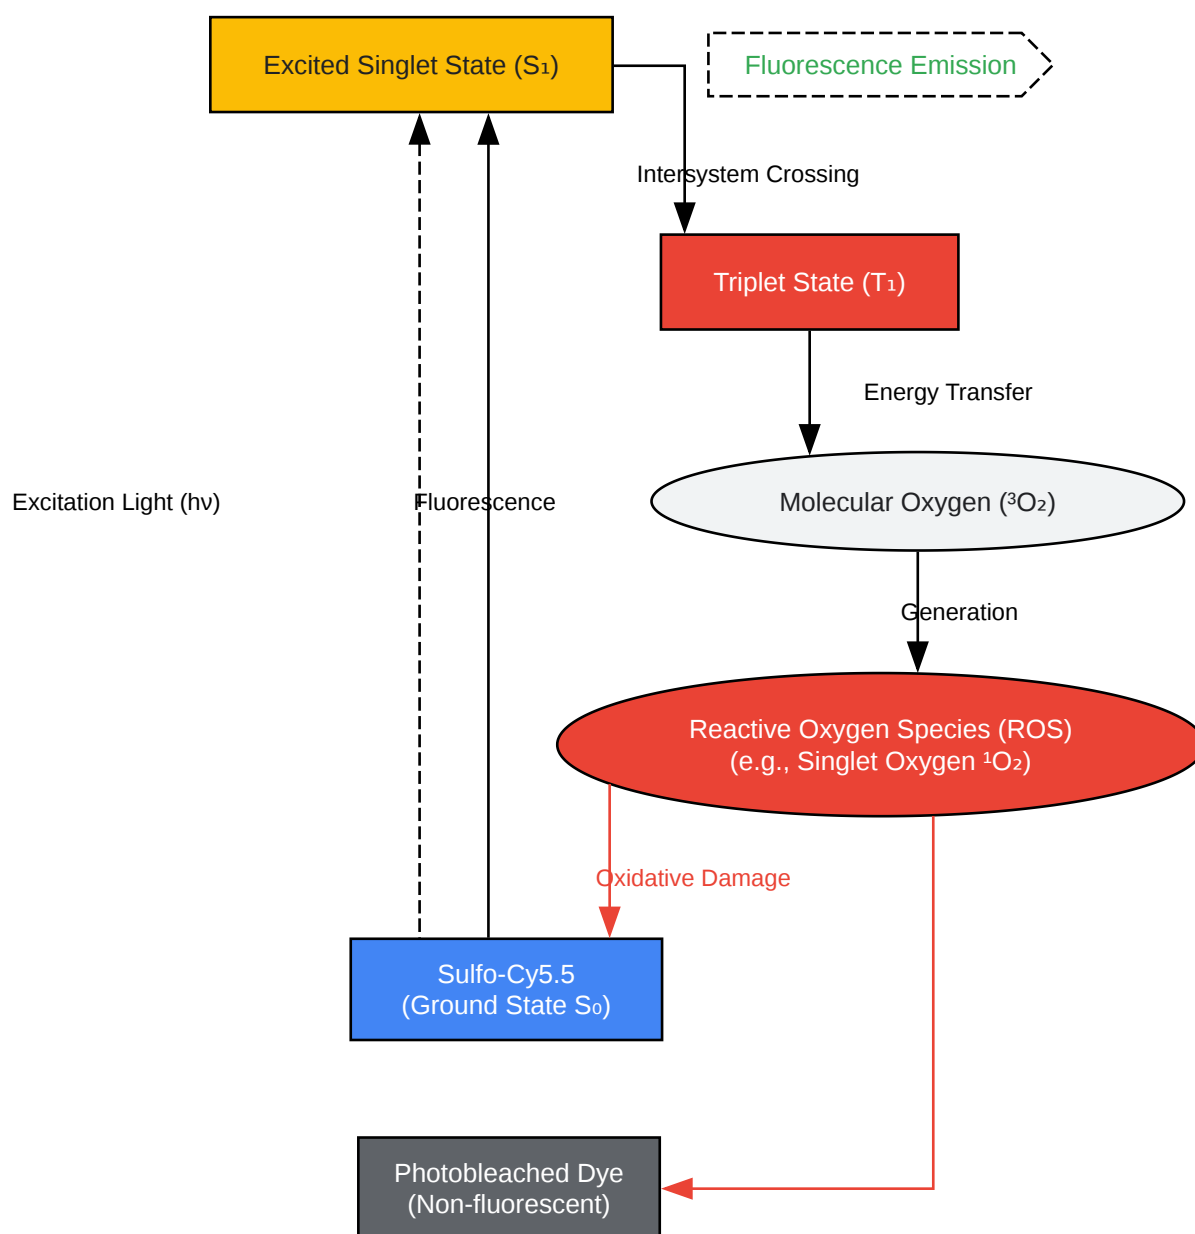 Excited Singlet State (S₁)
Fluorescence Emission
Intersystem Crossing
Triplet State (T₁)
Energy Transfer
Excitation Light (hν)
Fluorescence
Molecular Oxygen (³O₂)
Generation
Reactive Oxygen Species (ROS)
(e.g., Singlet Oxygen ¹O₂)
Oxidative Damage
Sulfo-Cy5.5
(Ground State S₀)
Photobleached Dye
(Non-fluorescent)